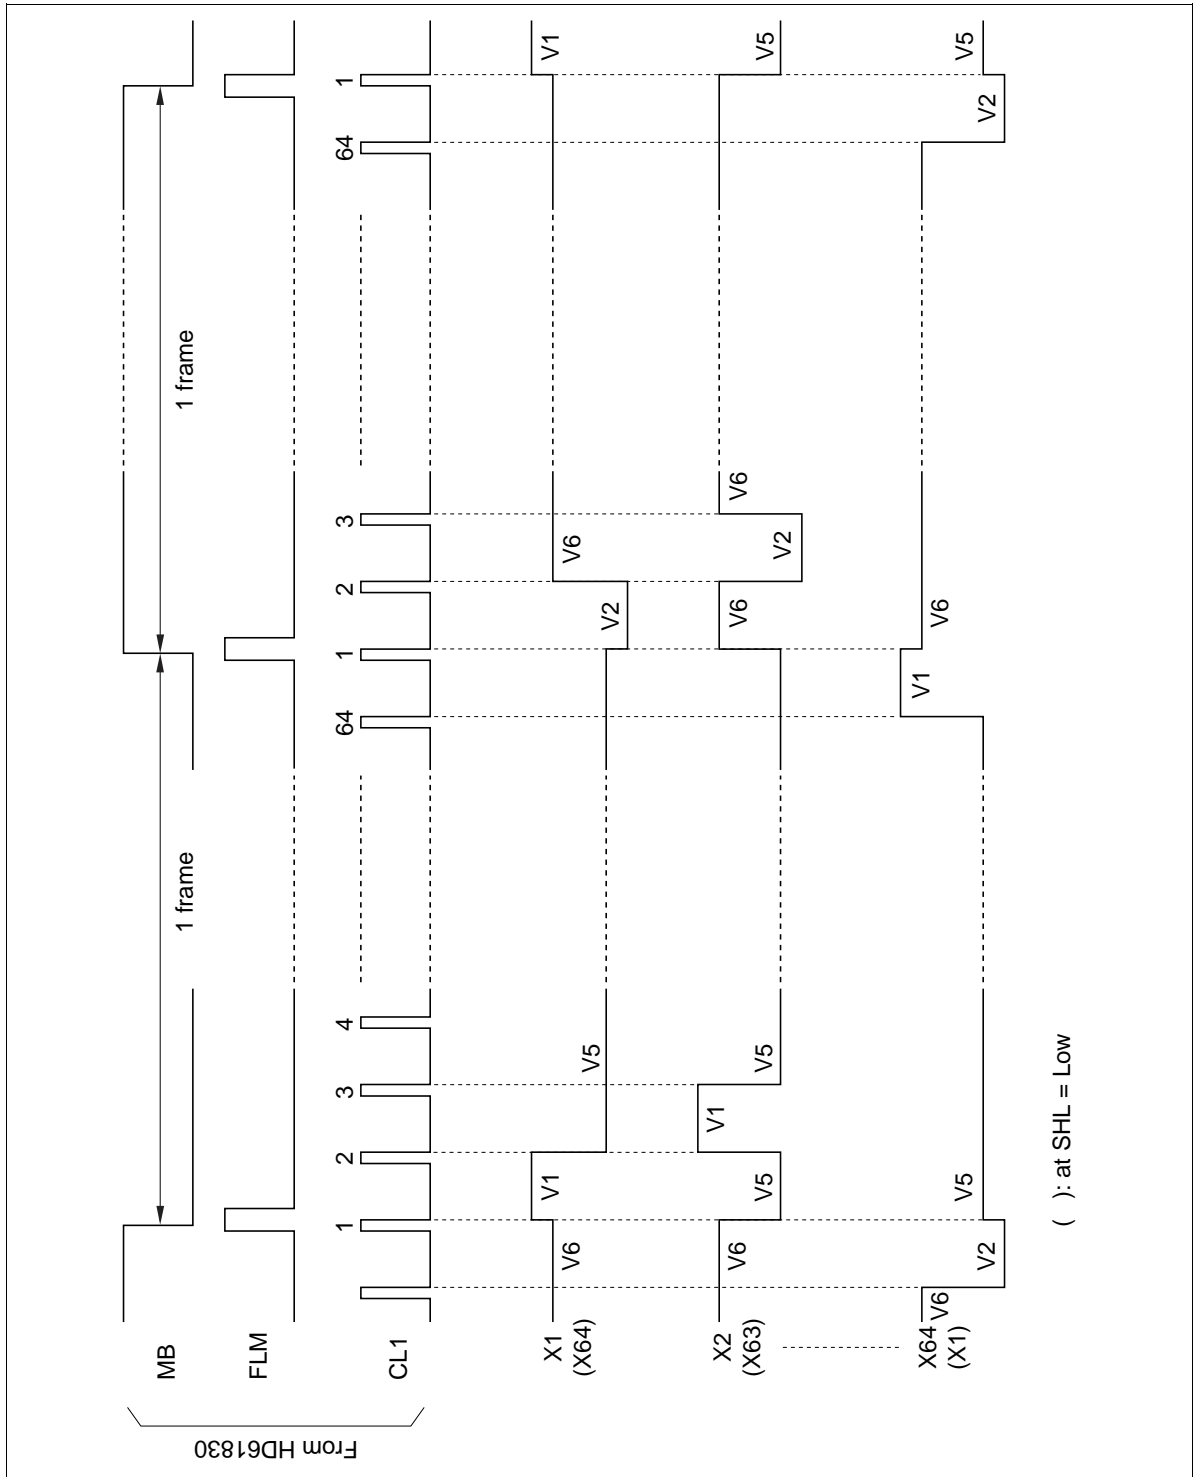 From HD61830
MB
1 frame
1 frame
FLM
CL1
1
2
3
4
64
1
2
3
64
1
X1
(X64)
V6
V1
V5
V2
V6
V1
X2
(X63)
V6
V5
V1
V5
V6
V2
V6
V5
X64
(X1)
V6
V2
V5
V1
V6
V2
V5
( ): at SHL = Low